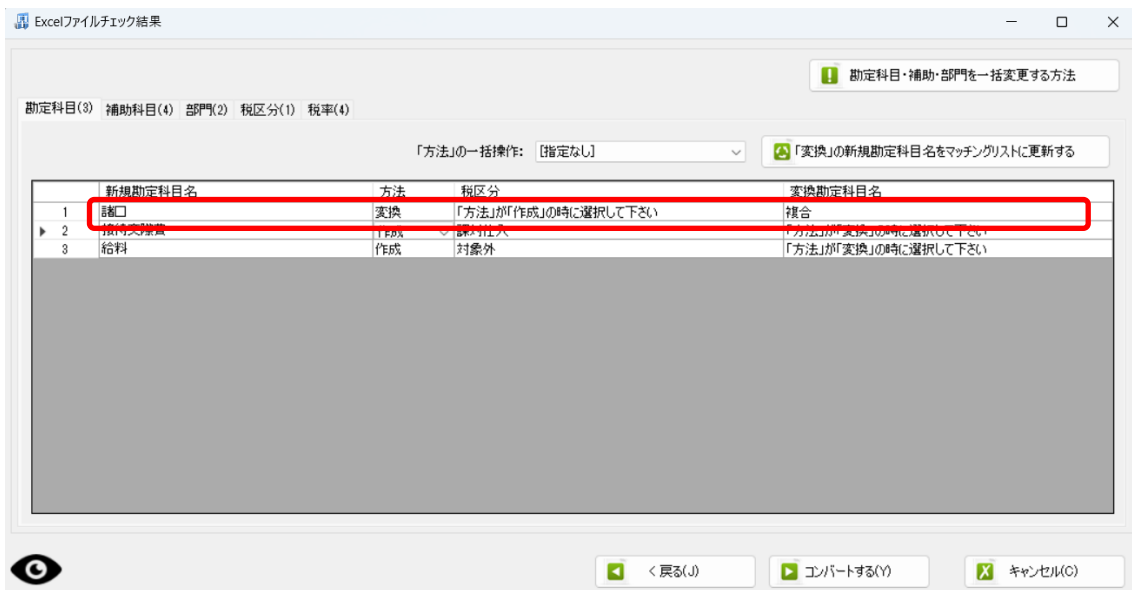 Excelファイルチェック結果
勘定科目・補助・部門を一括変更する方法
勘定科目(3) 補助科目(4) 部門(2) 税区分(1) 税率(4)
「方法」の一括操作: [指定なし] 「変換」の新規勘定科目名をマッチングリストに更新する
新規勘定科目名 方法 税区分 変換勘定科目名
1 諸口 変換 「方法」が「作成」の時に選択して下さい 複合
2 接待交際費 作成 課対仕入 「方法」が「変換」の時に選択して下さい
3 給料 作成 対象外 「方法」が「変換」の時に選択して下さい
< 戻る(J) コンバートする(Y) キャンセル(C)